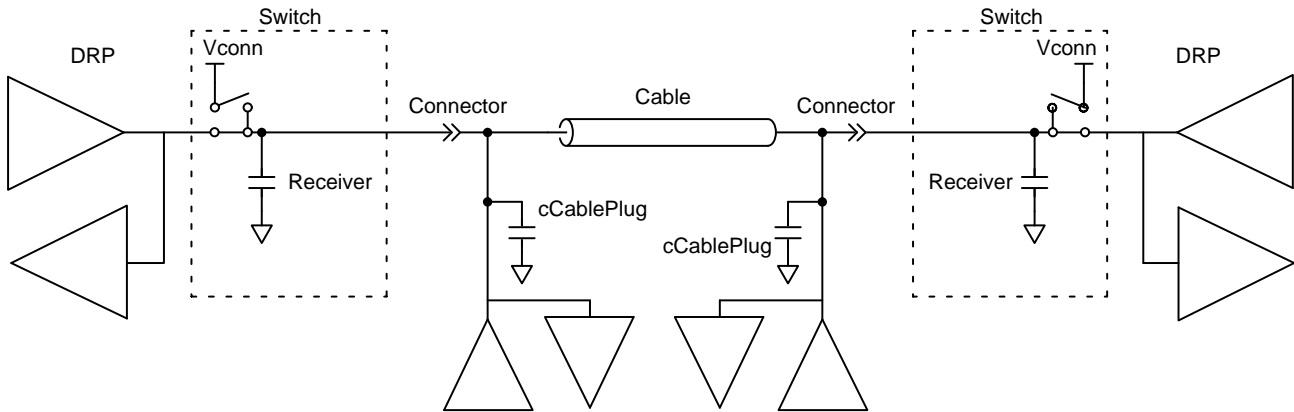 Switch
Switch
DRP
Vconn
Vconn
DRP
Connector
Cable
Connector
Receiver
Receiver
cCablePlug
cCablePlug